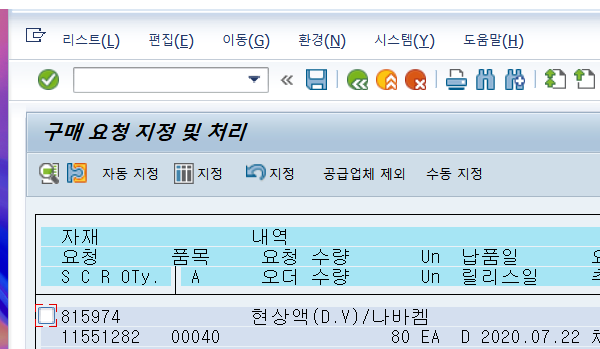 리스트(L) 편집(E) 이동(G) 환경(N) 시스템(Y) 도움말(H)
구매 요청 지정 및 처리
자동 지정 지정 지정 공급업체 제외 수동 지정
자재 내역
요청 품목 요청 수량 Un 납품일
S C R OTy. A 오더 수량 Un 릴리스일
815974 현상액(D.V)/나바켐
11551282 00040 80 EA D 2020.07.22